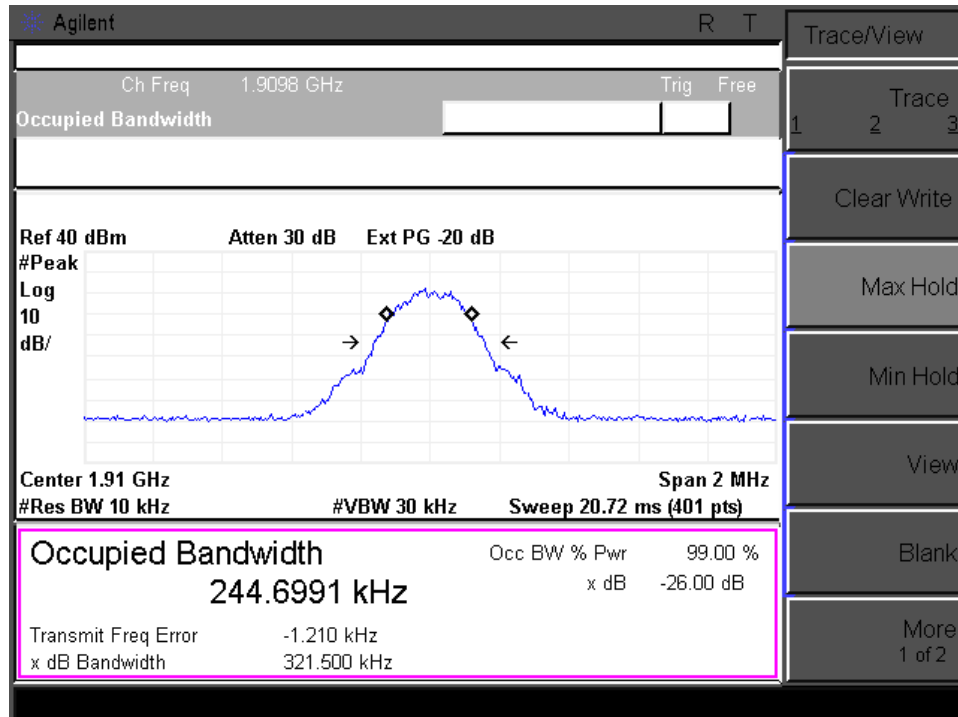 Agilent R T
Ch Freq 1.9098 GHz Trig Free
Occupied Bandwidth
Ref 40 dBm Atten 30 dB Ext PG -20 dB
#Peak
Log
10
dB/
Center 1.91 GHz Span 2 MHz
#Res BW 10 kHz #VBW 30 kHz Sweep 20.72 ms (401 pts)
Occupied Bandwidth
244.6991 kHz
Occ BW % Pwr 99.00 %
x dB -26.00 dB
Transmit Freq Error -1.210 kHz
x dB Bandwidth 321.500 kHz
Trace/View
Trace
1 2 3
Clear Write
Max Hold
Min Hold
View
Blank
More
1 of 2